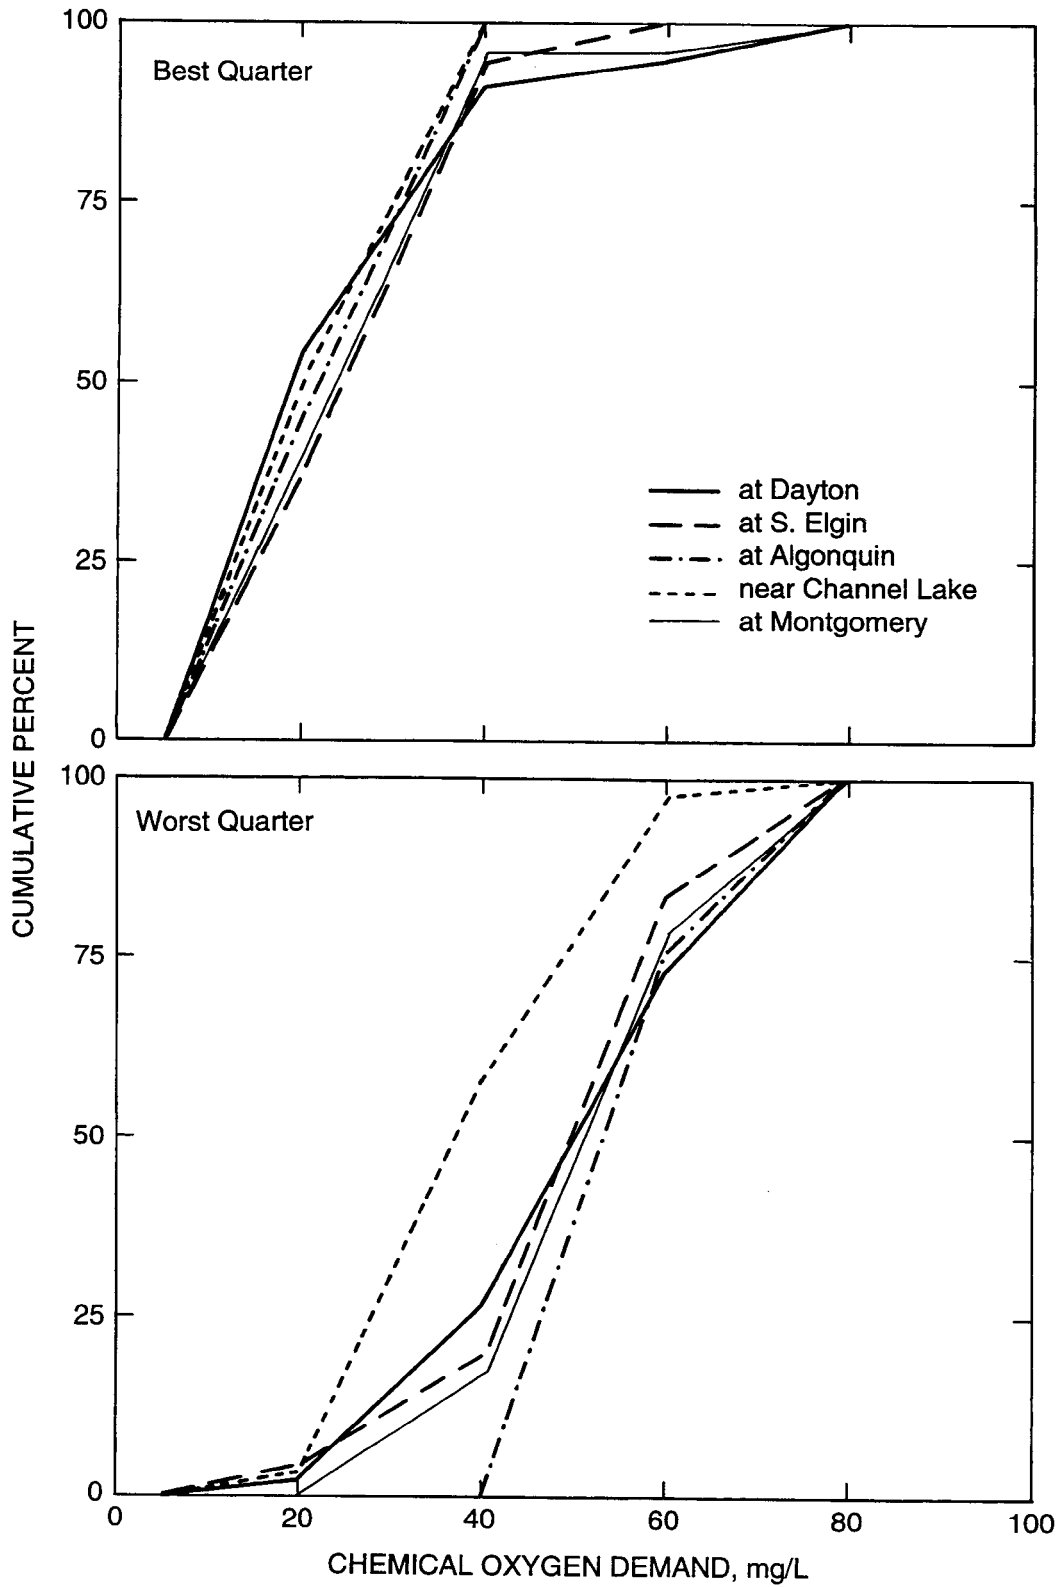 100
Best Quarter
75
50
at Dayton
at S. Elgin
25
at Algonquin
near Channel Lake
at Montgomery
0
CUMULATIVE PERCENT
100
Worst Quarter
75
50
25
0
0 20 40 60 80 100
CHEMICAL OXYGEN DEMAND, mg/L